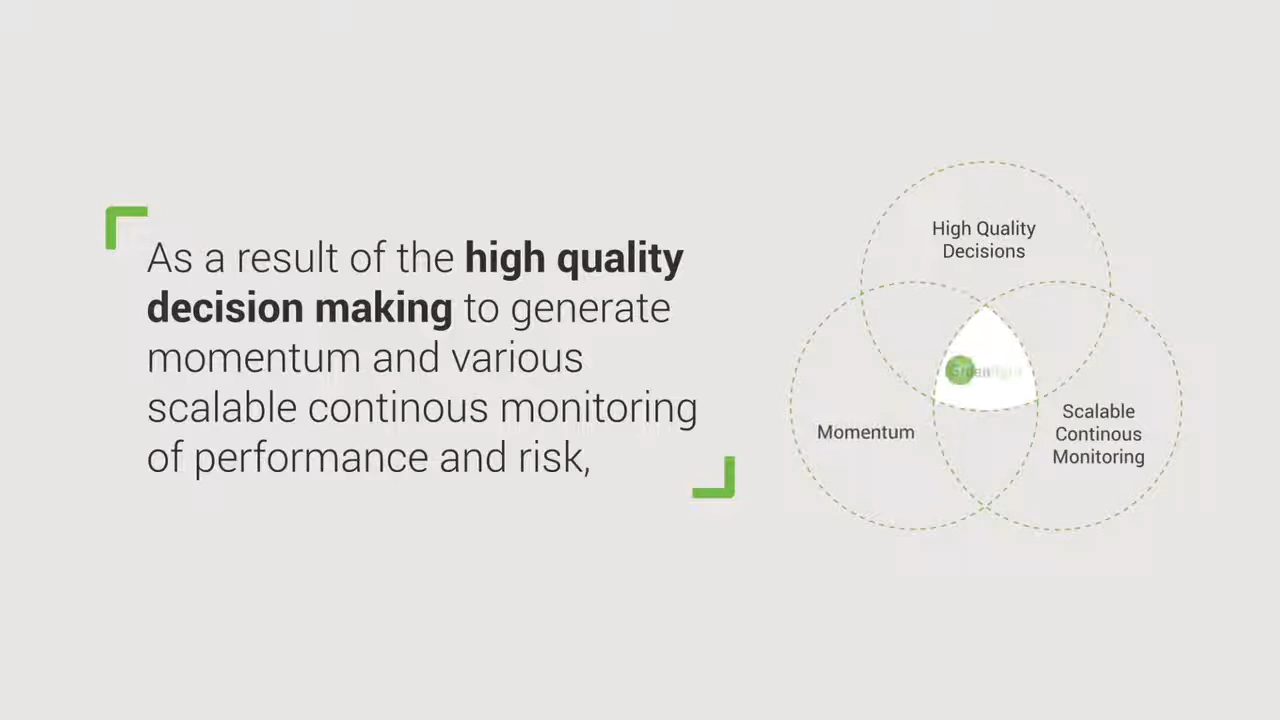 As a result of the high quality
decision making to generate
momentum and various
scalable continous monitoring
of performance and risk,
High Quality
Decisions
Momentum
Scalable
Continous
Monitoring